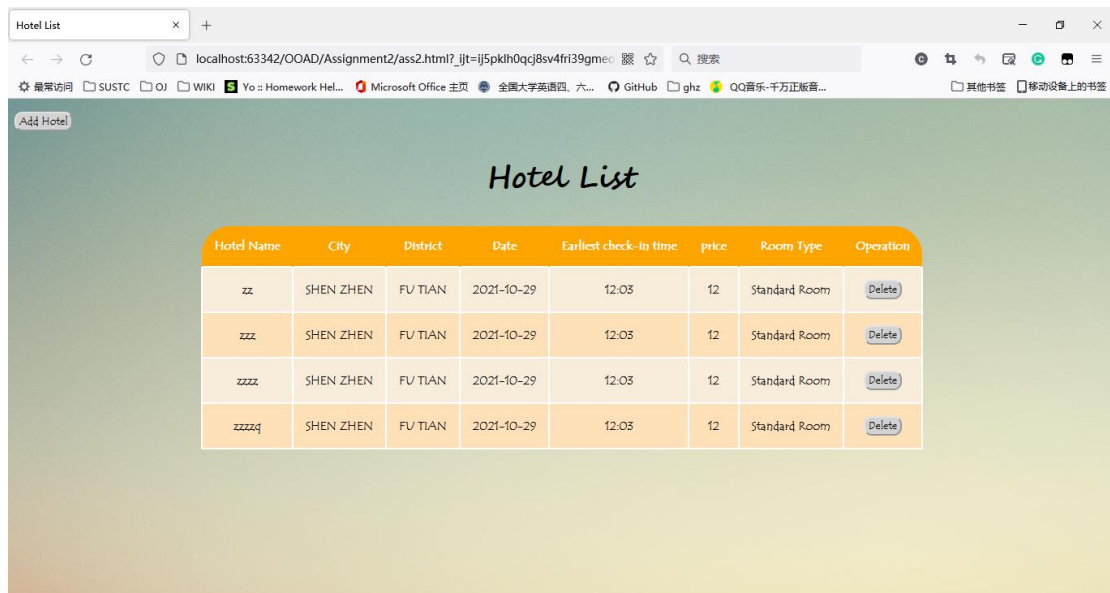 Hotel List
localhost:63342/OOAD/Assignment2/ass2.html?_ijt=ij5pklh0qcj8sv4fri39gmeo 搜索
最常访问 SUSTC OJ WIKI Yo :: Homework Hel... Microsoft Office 主页 全国大学英语四、六... GitHub ghz QQ音乐-千万正版音... 其他书签 移动设备上的书签
Add Hotel
Hotel List
Hotel Name City District Date Earliest check-in time price Room Type Operation
zz SHEN ZHEN FU TIAN 2021-10-29 12:03 12 Standard Room Delete
zzz SHEN ZHEN FU TIAN 2021-10-29 12:03 12 Standard Room Delete
zzzz SHEN ZHEN FU TIAN 2021-10-29 12:03 12 Standard Room Delete
zzzzq SHEN ZHEN FU TIAN 2021-10-29 12:03 12 Standard Room Delete